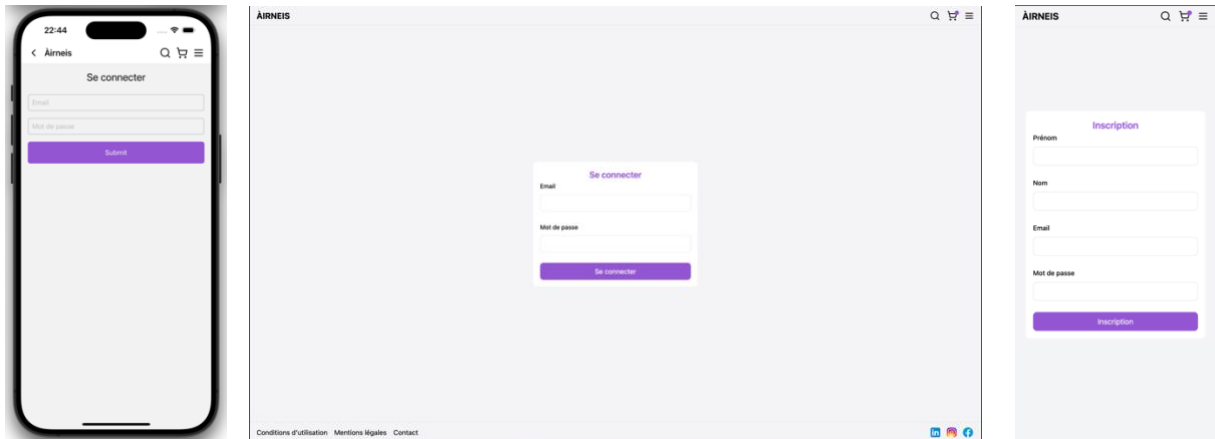 22:44
Àirneis
Se connecter
Email
Mot de passe
Submit
ÀIRNEIS
Se connecter
Email
Mot de passe
Se connecter
Conditions d'utilisation Mentions légales Contact
in
ÀIRNEIS
Inscription
Prénom
Nom
Email
Mot de passe
Inscription